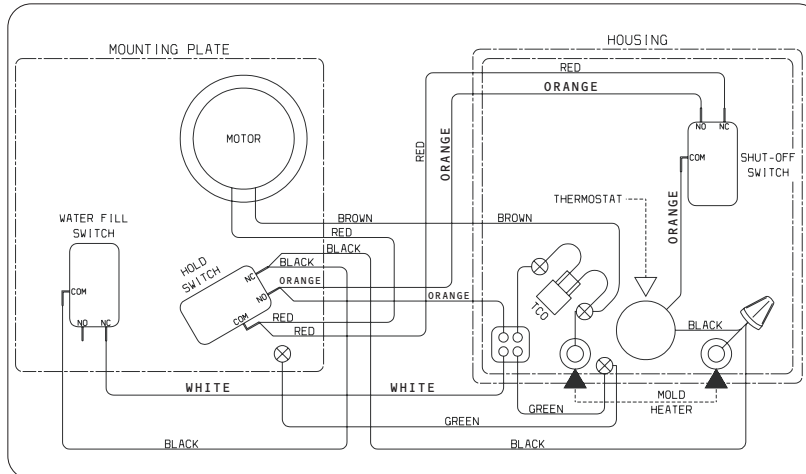 MOUNTING PLATE
HOUSING
RED
ORANGE
MOTOR
NO NC
COM
SHUT-OFF
SWITCH
RED
ORANGE
THERMOSTAT
ORANGE
WATER FILL
SWITCH
BROWN
BROWN
RED
BLACK
BLACK
HOLD
SWITCH
NC
NO
COM
ORANGE
ORANGE
COM
NO NC
RED
RED
TCO
BLACK
WHITE
WHITE
MOLD
HEATER
GREEN
GREEN
BLACK
BLACK